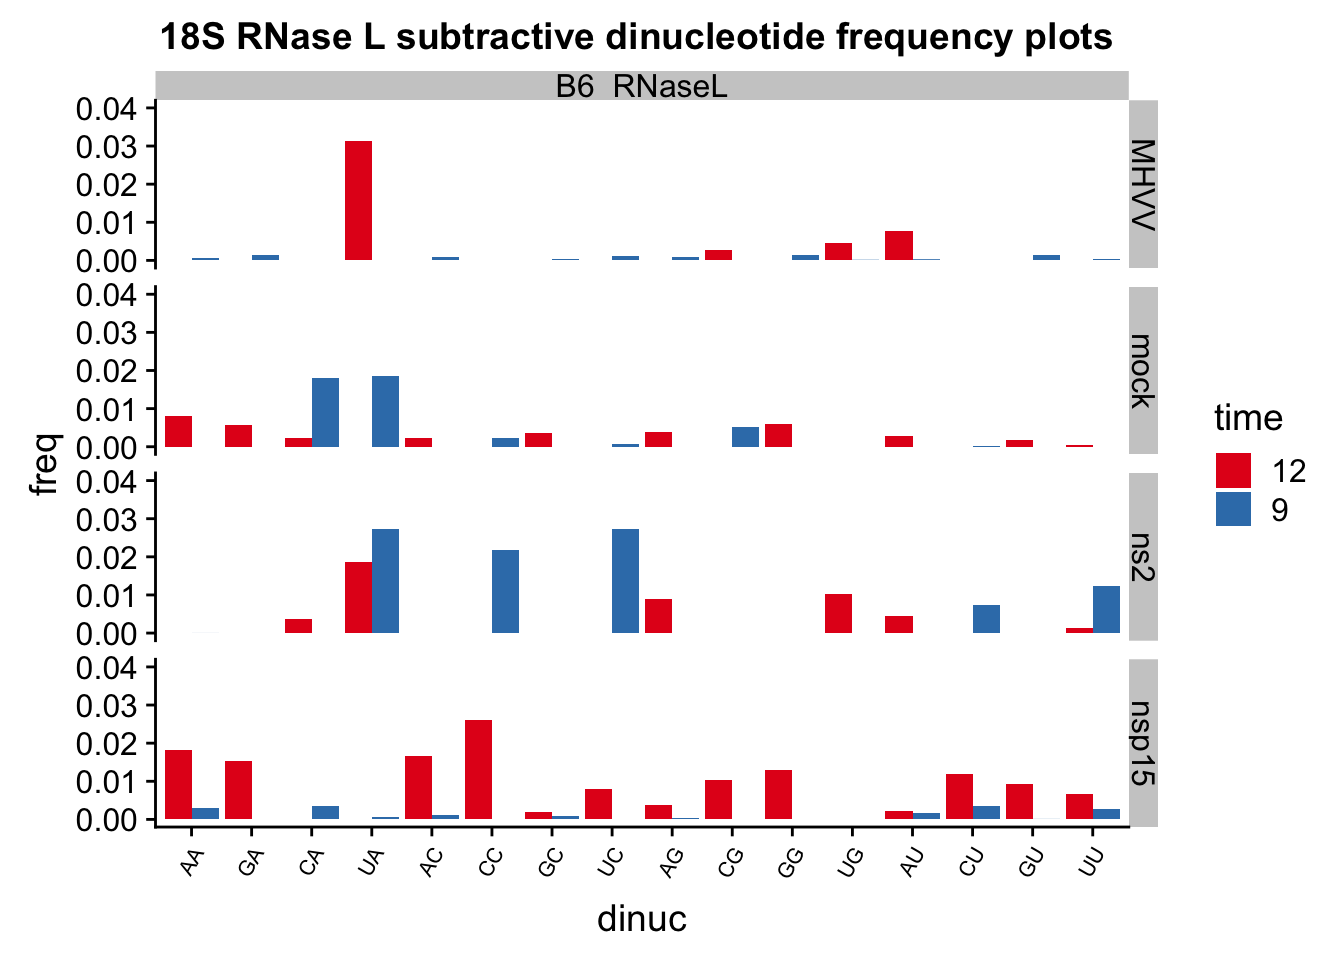 18S RNase L subtractive dinucleotide frequency plots
B6 RNaseL
0.04
0.03
0.02
0.01
0.00
MHVV
0.04
0.03
0.02
0.01
0.00
mock
0.04
0.03
0.02
0.01
0.00
ns2
0.04
0.03
0.02
0.01
0.00
nsp15
freq
AA GA CA UA AC CC GC UC AG CG GG UG AU CU GU UU
dinuc
time
12
9